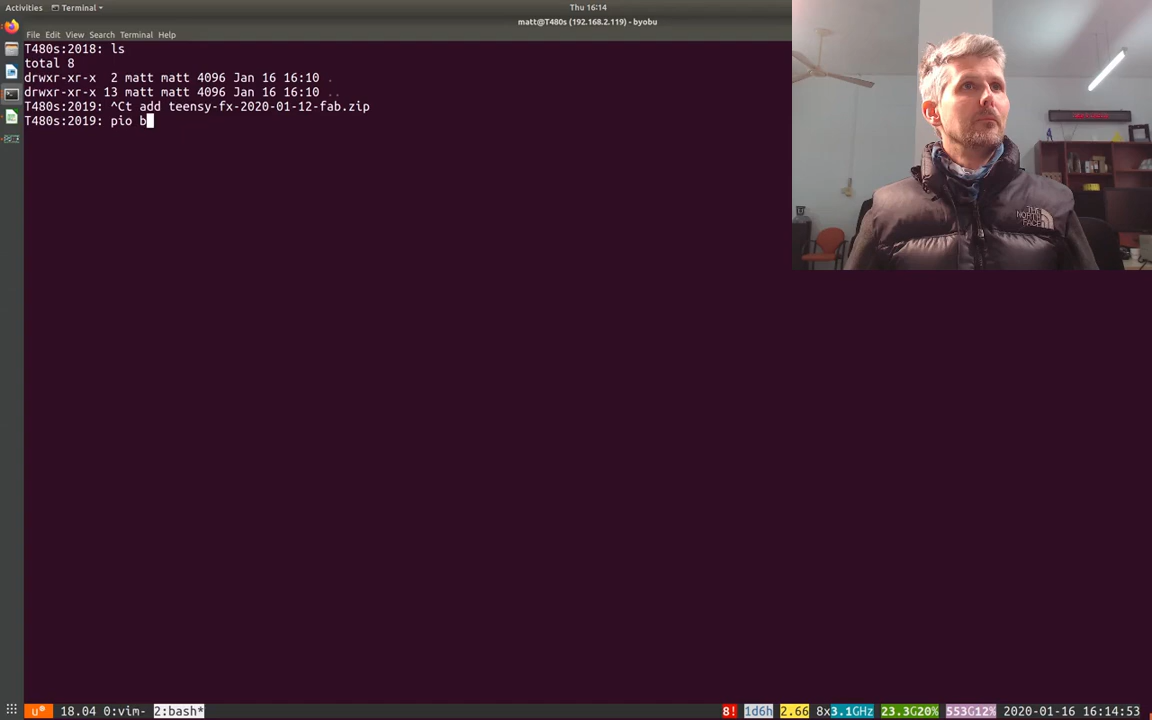 Activities Terminal Thu 16:14
matt@T480s (192.168.2.119) - byobu
File Edit View Search Terminal Help
T480s:2018: ls
total 8
drwxr-xr-x  2 matt matt 4096 Jan 16 16:10 .
drwxr-xr-x 13 matt matt 4096 Jan 16 16:10 ..
T480s:2019: ^Ct add teensy-fx-2020-01-12-fab.zip
T480s:2019: pio b
THE
NORTH
FACE
u 18.04 0:vim- 2:bash* 8! 1d6h 2.66 8x3.1GHz 23.3G20% 553G12% 2020-01-16 16:14:53